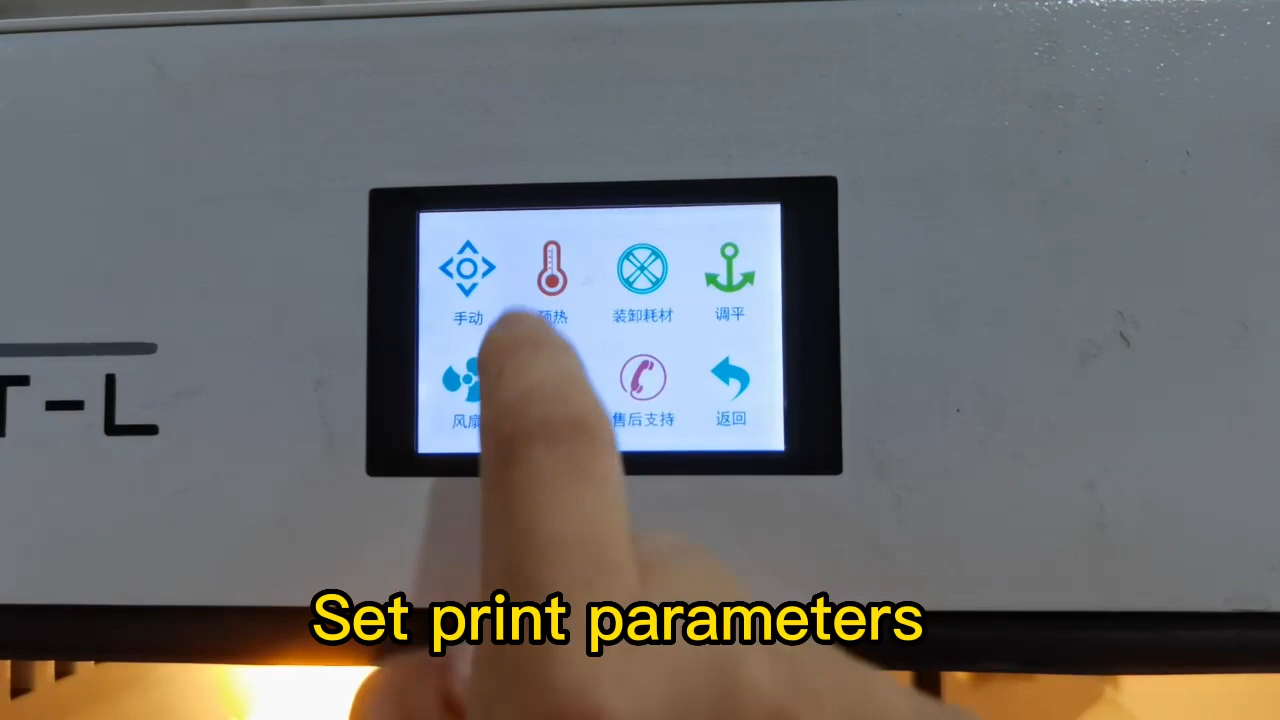 手动
预热
装卸耗材
调平
风扇
售后支持
返回
T-L
Set print parameters